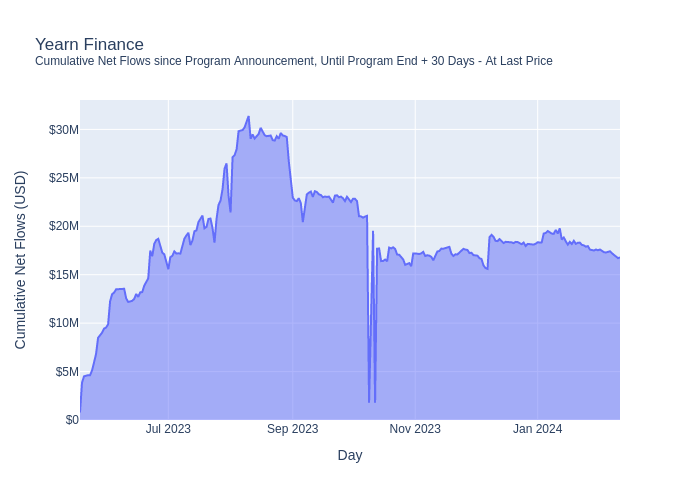 Yearn Finance
Cumulative Net Flows since Program Announcement, Until Program End + 30 Days - At Last Price
$30M
$25M
$20M
$15M
$10M
$5M
$0
Cumulative Net Flows (USD)
Jul 2023
Sep 2023
Nov 2023
Jan 2024
Day